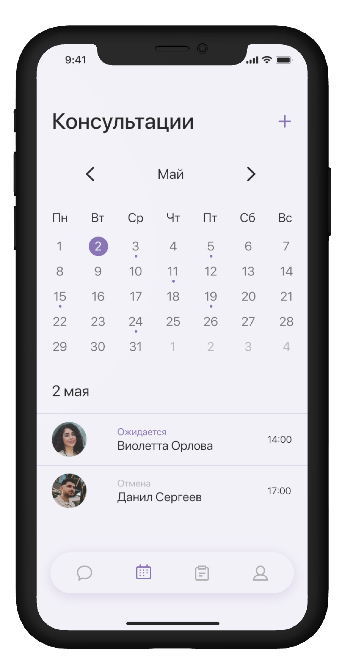 9:41
Консультации
Май
Пн Вт Ср Чт Пт Сб Вс
1 2 3 4 5 6 7
8 9 10 11 12 13 14
15 16 17 18 19 20 21
22 23 24 25 26 27 28
29 30 31 1 2 3 4
2 мая
Ожидается
Виолетта Орлова
14:00
Отмена
Данил Сергеев
17:00